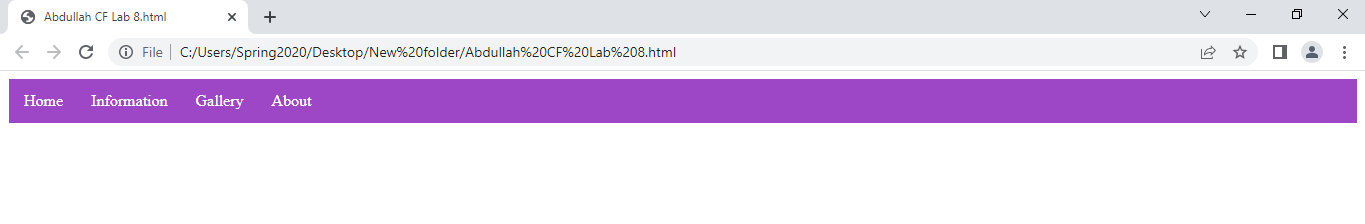 Abdullah CF Lab 8.html
File C:/Users/Spring2020/Desktop/New%20folder/Abdullah%20CF%20Lab%208.html
Home Information Gallery About